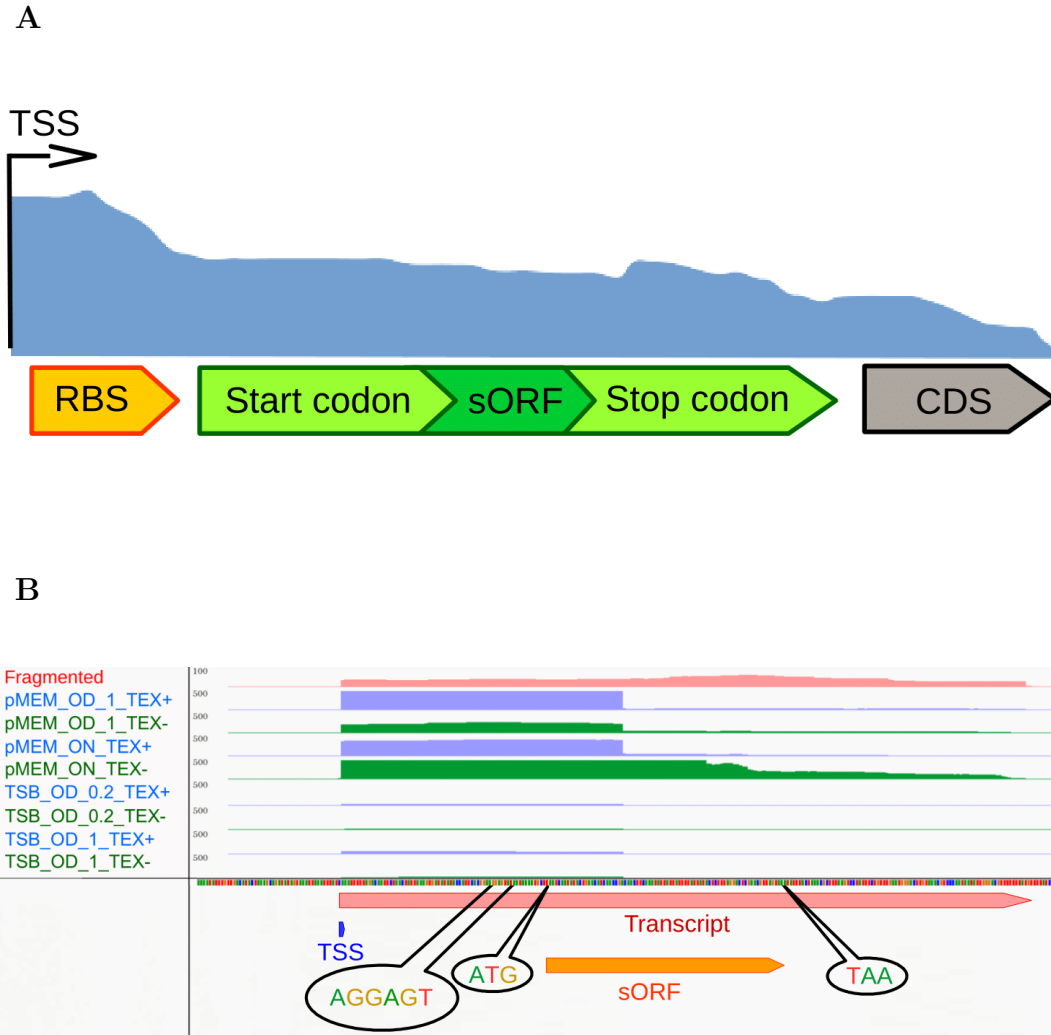 A
TSS
RBS
Start codon
sORF
Stop codon
CDS
B
Fragmented
100
pMEM_OD_1_TEX+
500
pMEM_OD_1_TEX-
500
pMEM_ON_TEX+
500
pMEM_ON_TEX-
500
TSB_OD_0.2_TEX+
500
TSB_OD_0.2_TEX-
500
TSB_OD_1_TEX+
500
TSB_OD_1_TEX-
500
Transcript
TSS
AGGAGT
ATG
sORF
TAA